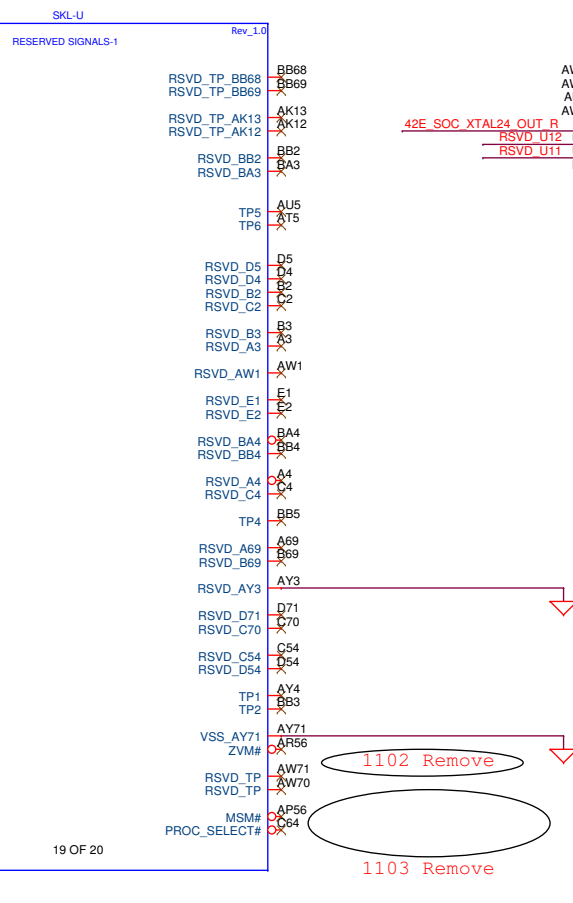 SKL-U
Rev_1.0
RESERVED SIGNALS-1
RSVD_TP_BB68 BB68
RSVD_TP_BB69 BB69
RSVD_TP_AK13 AK13
RSVD_TP_AK12 AK12
42E_SOC_XTAL24_OUT_R
RSVD_U12
RSVD_U11
RSVD_BB2 BB2
RSVD_BA3 BA3
TP5 AU5
TP6 AT5
RSVD_D5 D5
RSVD_D4 D4
RSVD_B2 B2
RSVD_C2 C2
RSVD_B3 B3
RSVD_A3 A3
RSVD_AW1 AW1
RSVD_E1 E1
RSVD_E2 E2
RSVD_BA4 BA4
RSVD_BB4 BB4
RSVD_A4 A4
RSVD_C4 C4
TP4 BB5
RSVD_A69 A69
RSVD_B69 B69
RSVD_AY3 AY3
RSVD_D71 D71
RSVD_C70 C70
RSVD_C54 C54
RSVD_D54 D54
TP1 AY4
TP2 BB3
VSS_AY71 AY71
ZVM# AR56
1102 Remove
RSVD_TP AW71
RSVD_TP AW70
MSM# AP56
PROC_SELECT# C64
19 OF 20
1103 Remove